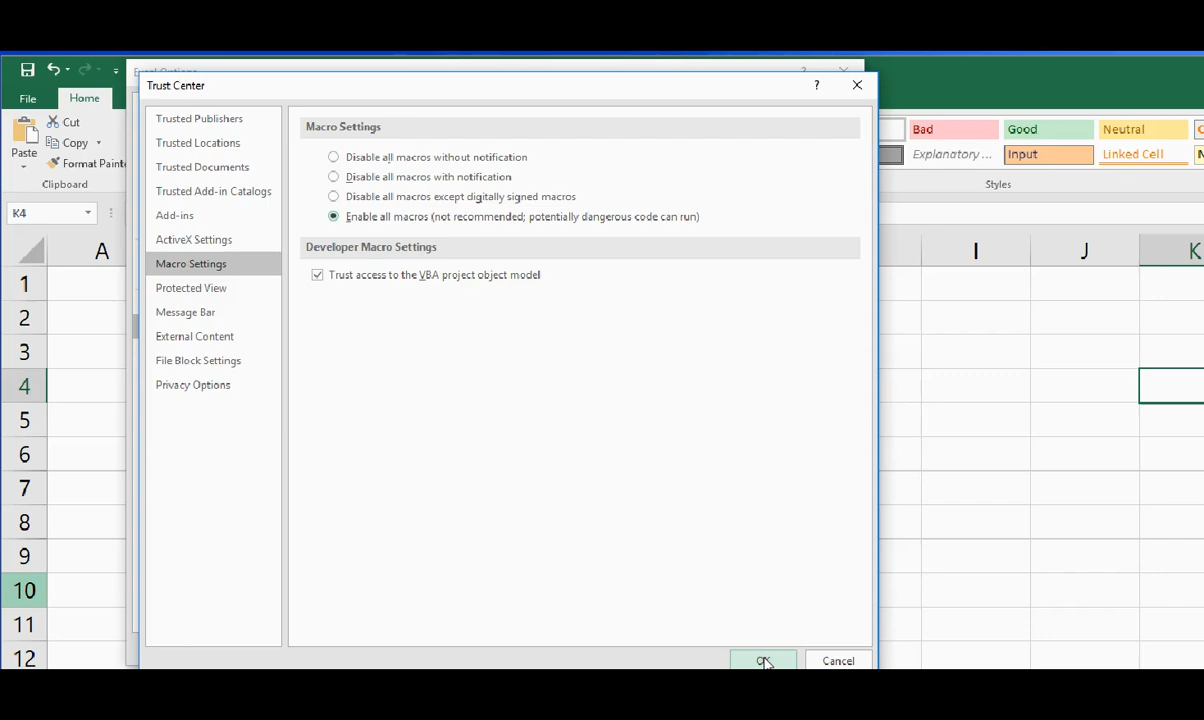 Trust Center
?
File
Home
Cut
Copy
Format Painte
Paste
Clipboard
K4
Trusted Publishers
Trusted Locations
Trusted Documents
Trusted Add-in Catalogs
Add-ins
ActiveX Settings
Macro Settings
Protected View
Message Bar
External Content
File Block Settings
Privacy Options
Macro Settings
Disable all macros without notification
Disable all macros with notification
Disable all macros except digitally signed macros
Enable all macros (not recommended; potentially dangerous code can run)
Developer Macro Settings
Trust access to the VBA project object model
OK
Cancel
Bad
Good
Neutral
Explanatory ...
Input
Linked Cell
Styles
A
I
J
K
1
2
3
4
5
6
7
8
9
10
11
12